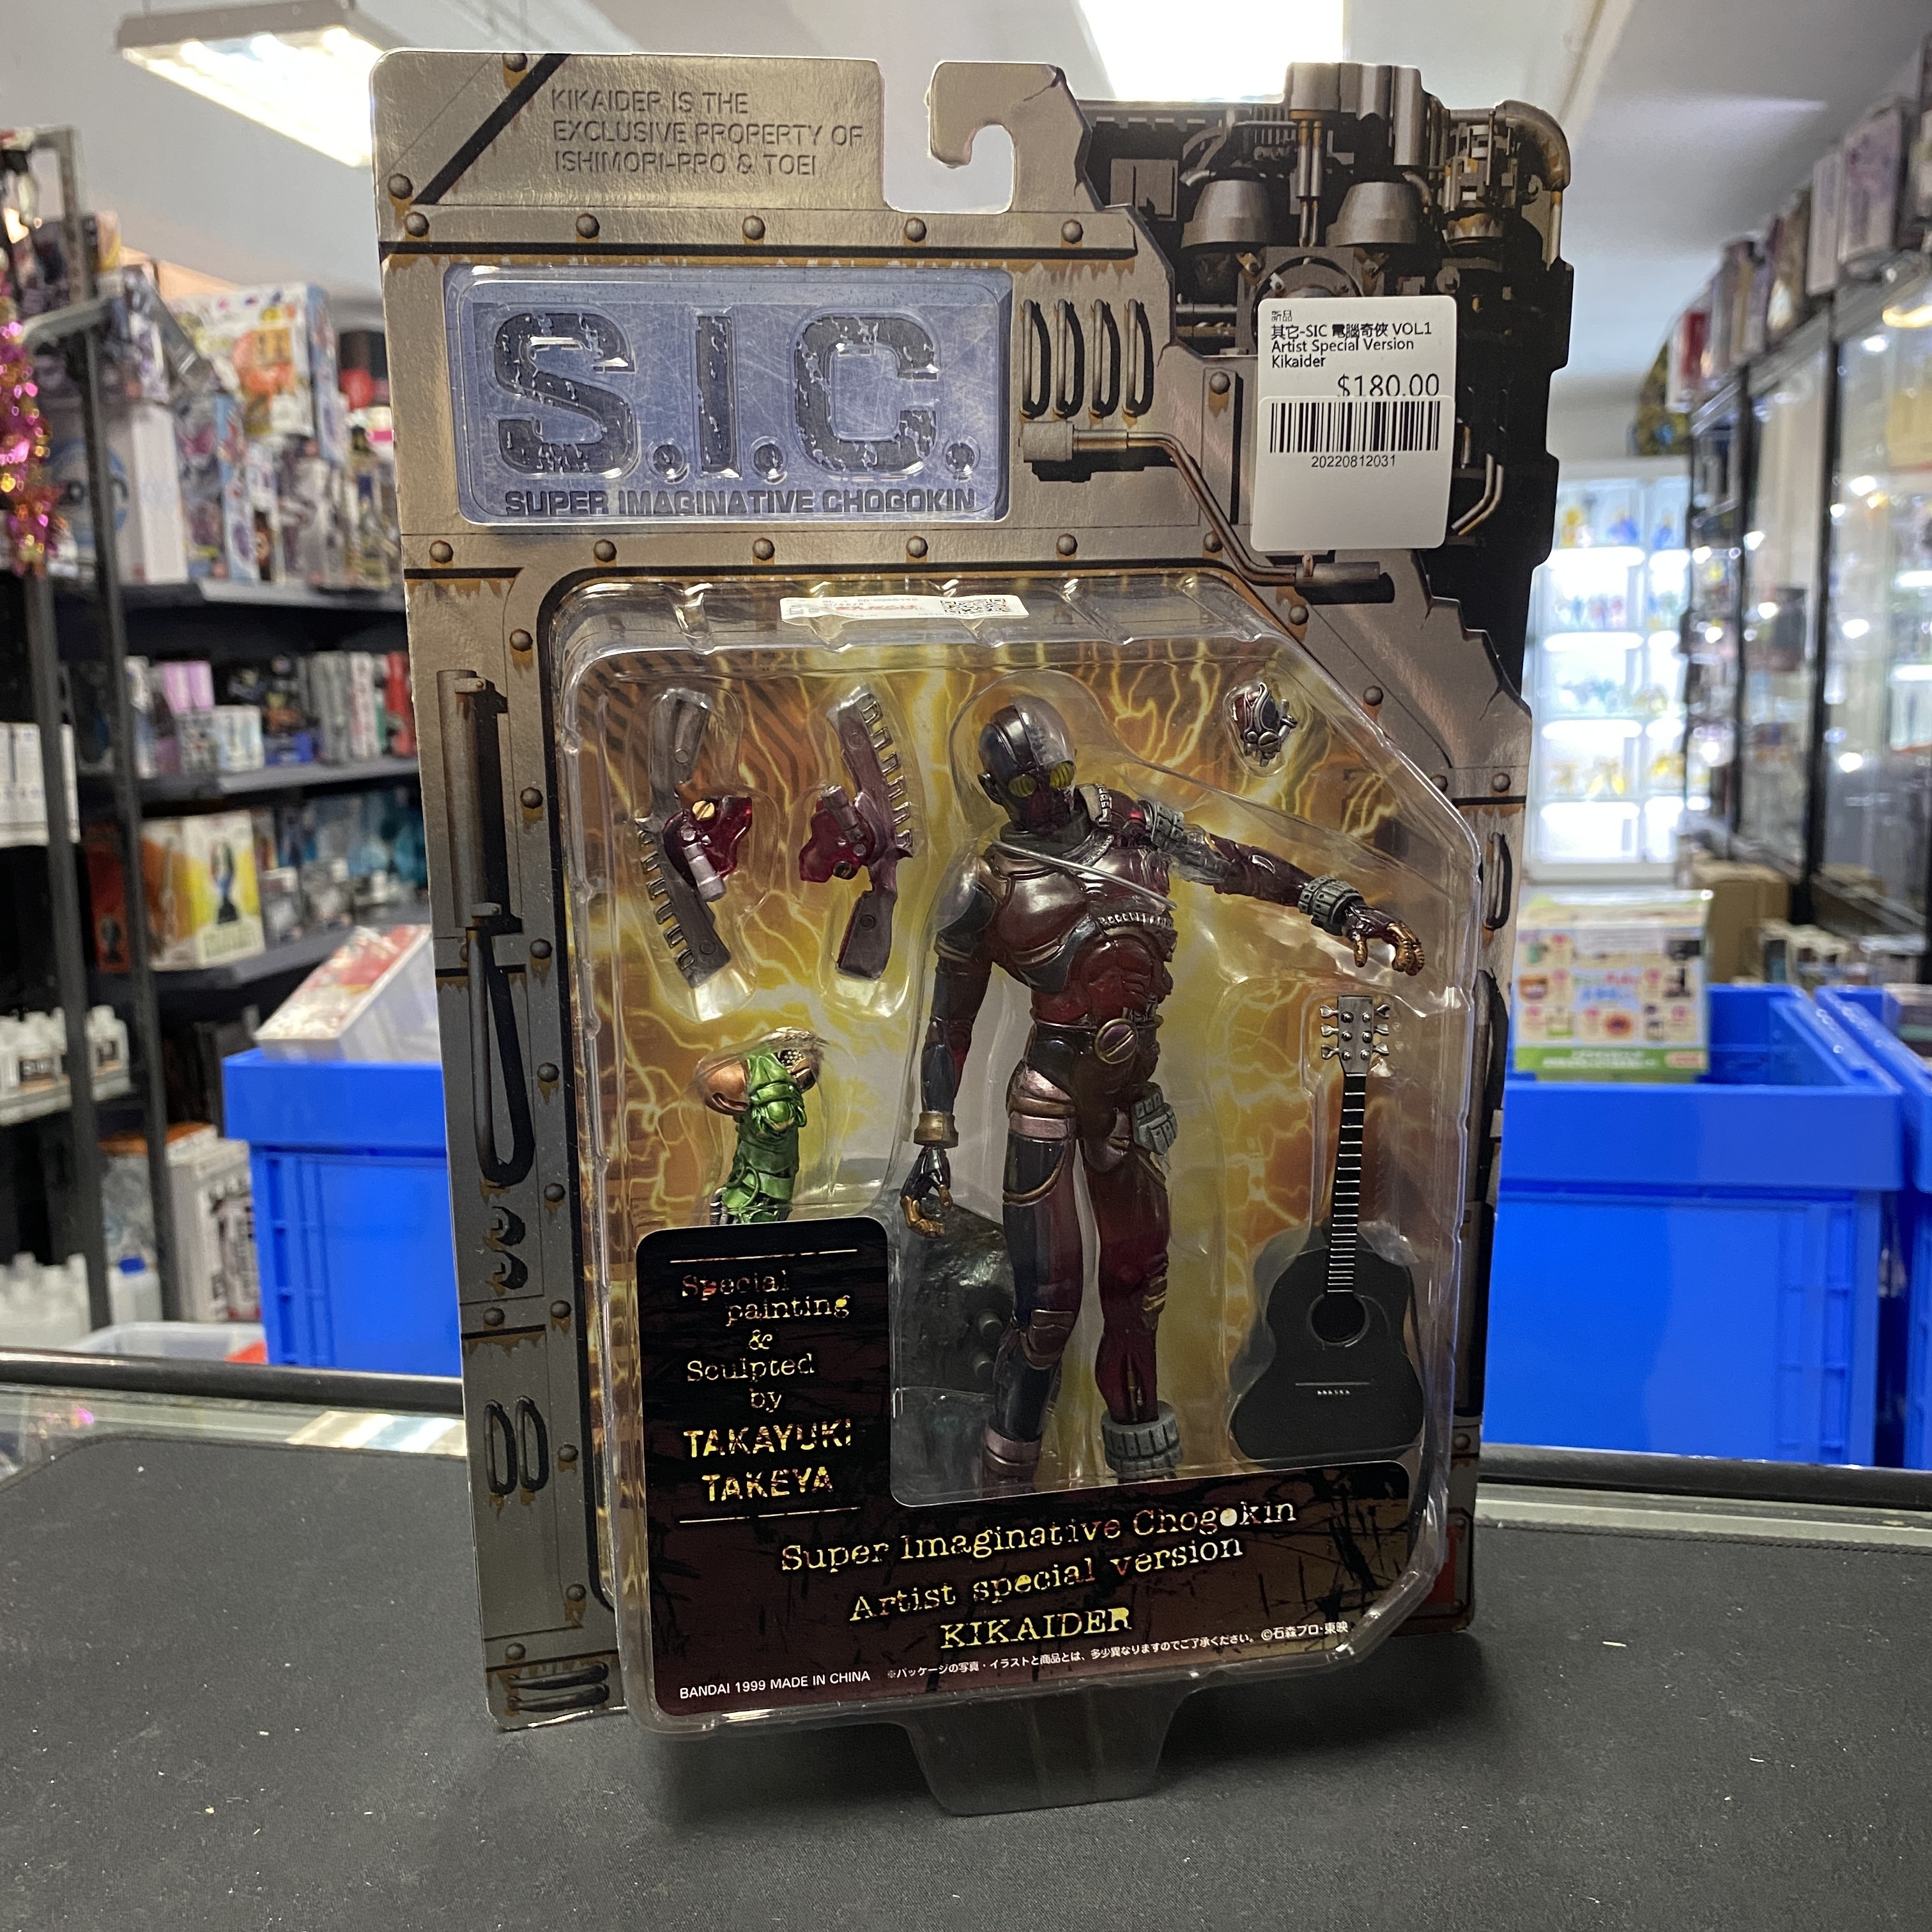 KIKAIDER IS THE
EXCLUSIVE PROPERTY OF
ISHIMORI-PRO & TOEI
S.I.C.
SUPER IMAGINATIVE CHOGOKIN
新品
其它-SIC 電腦奇俠 VOL1
Artist Special Version
Kikaider
$180.00
20220812031
Special
painting
&
Sculpted
by
TAKAYUKI
TAKEYA
Super Imaginative Chogokin
Artist special version
KIKAIDER
BANDAI 1999 MADE IN CHINA ※パッケージの写真・イラストと商品とは、多少異なりますのでご了承ください。 ©石森プロ・東映